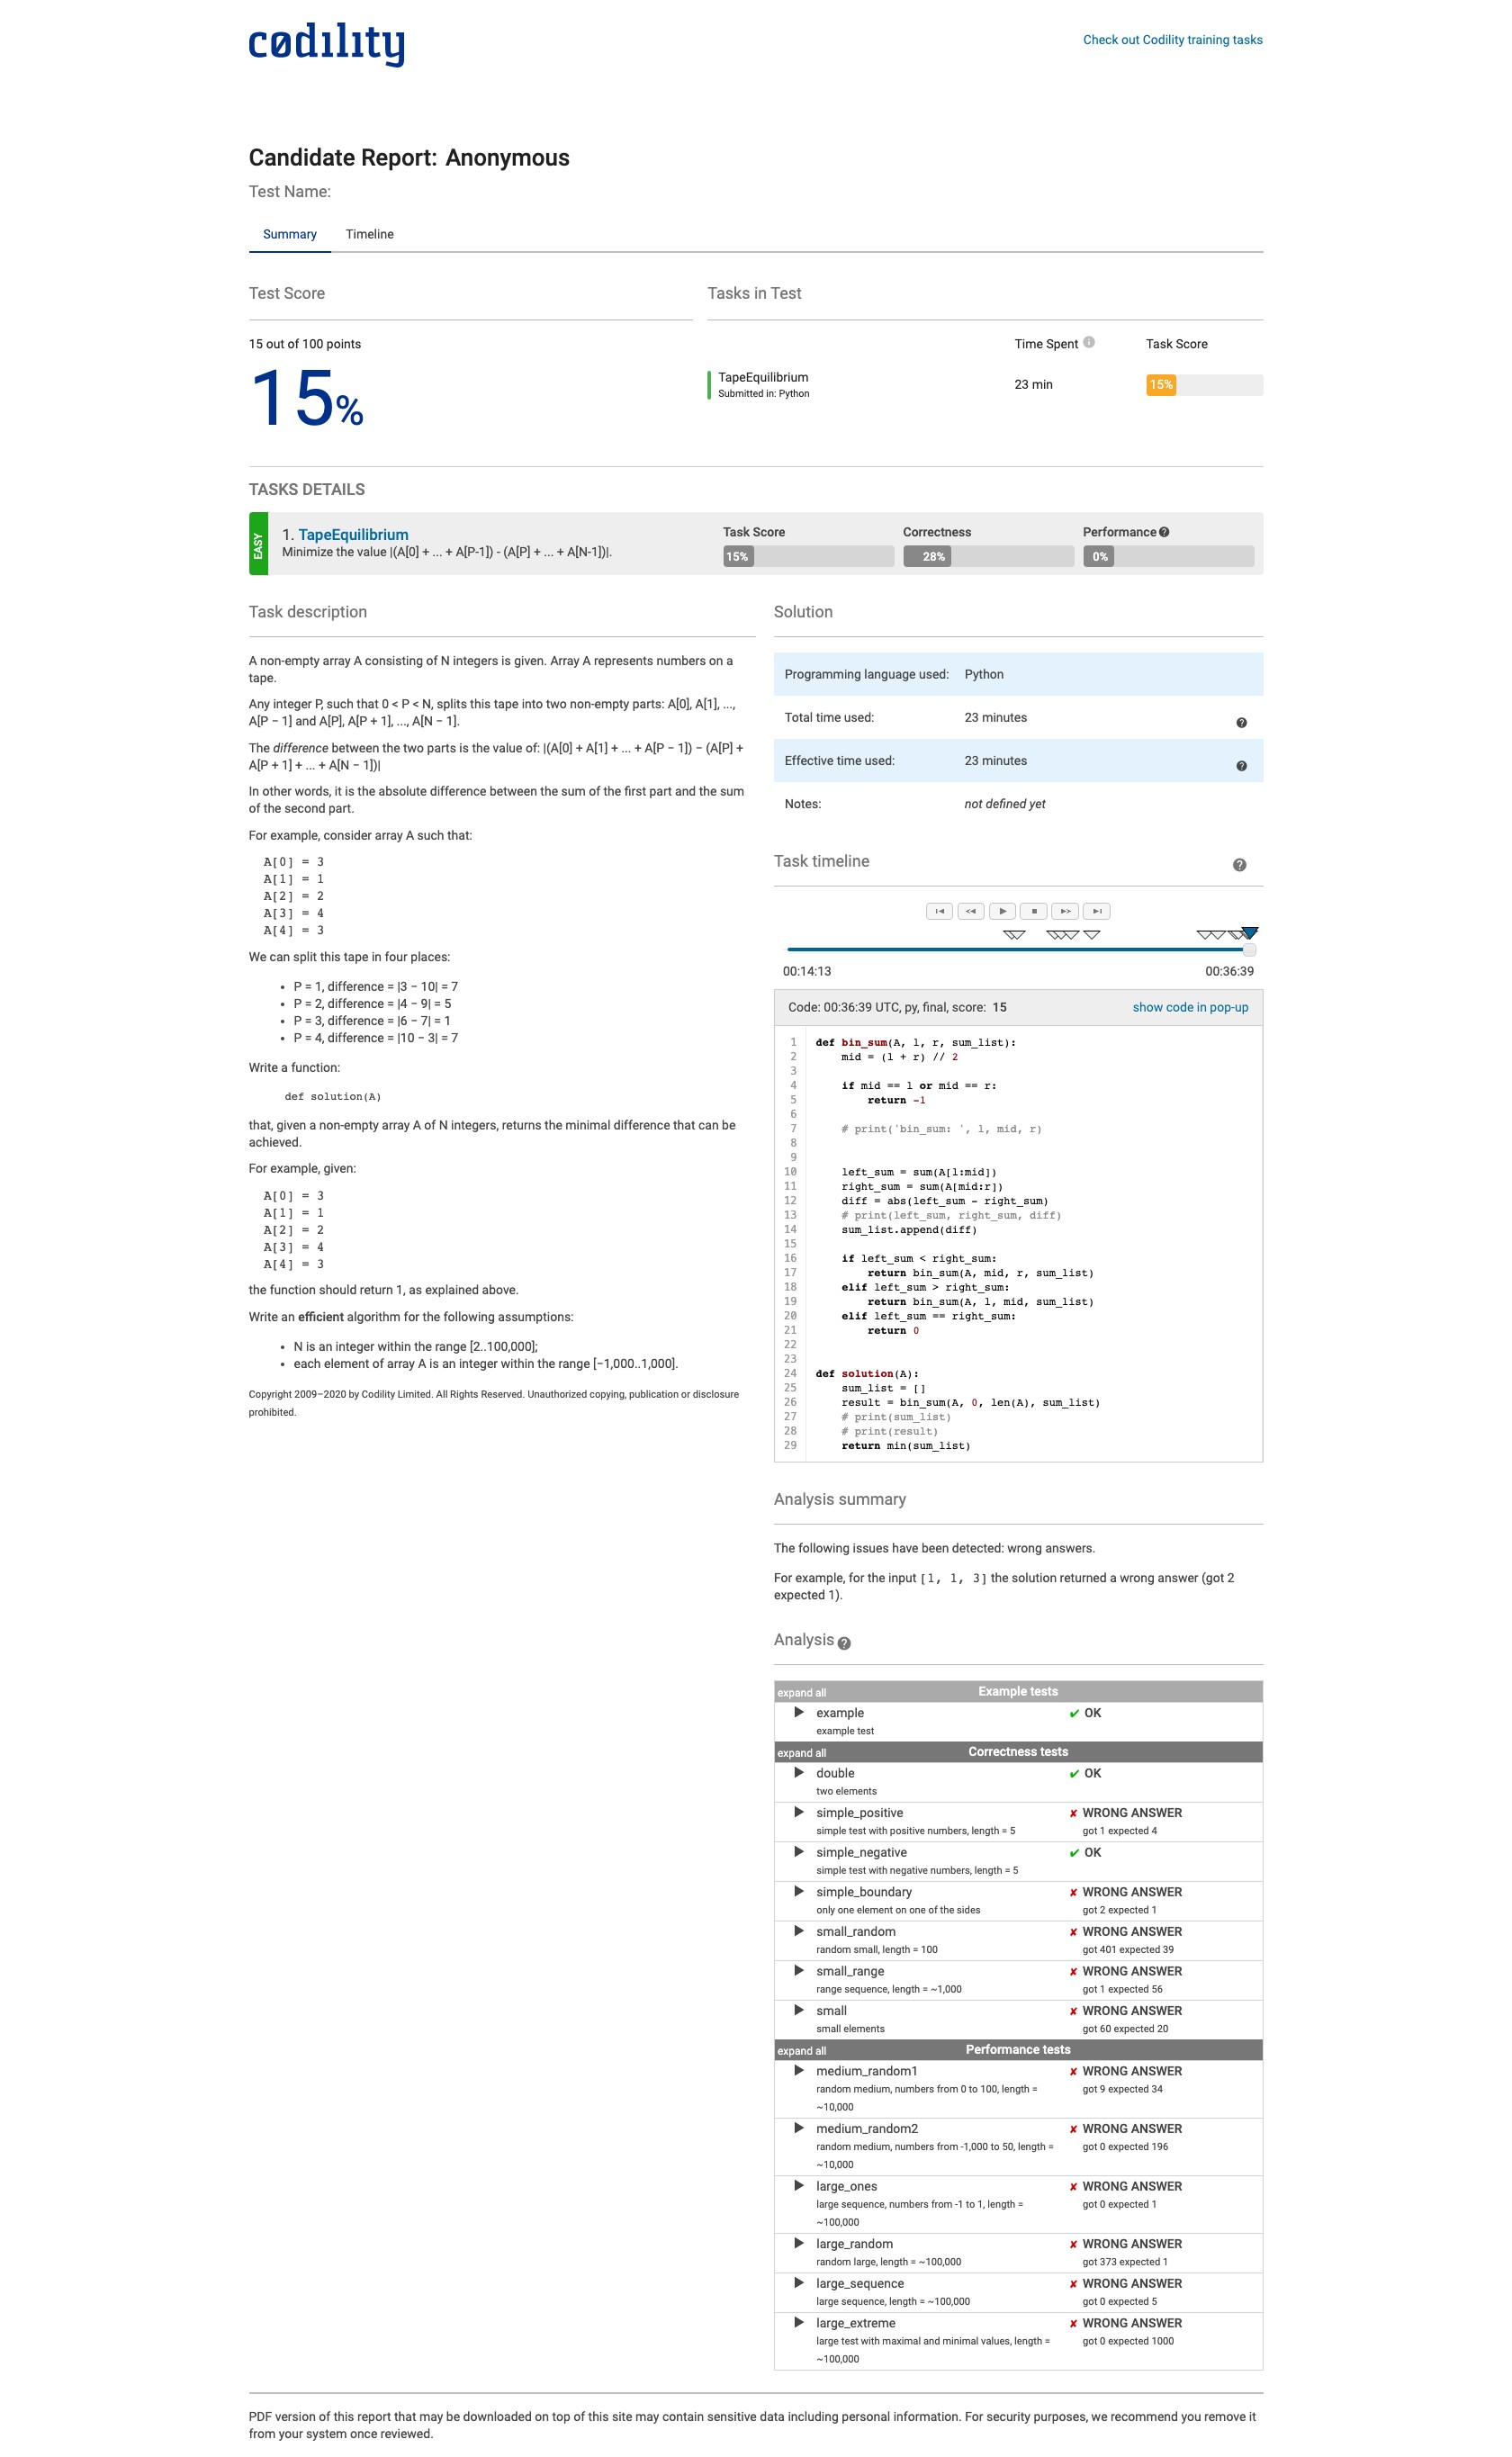 cødility
Check out Codility training tasks
Candidate Report: Anonymous
Test Name:
Summary Timeline
Test Score
15 out of 100 points
15%
Tasks in Test
Time Spent Task Score
TapeEquilibrium
Submitted in: Python
23 min
15%
TASKS DETAILS
EASY
1. TapeEquilibrium
Minimize the value |(A[0] + ... + A[P-1]) - (A[P] + ... + A[N-1])|.
Task Score
15%
Correctness
28%
Performance
0%
Task description
A non-empty array A consisting of N integers is given. Array A represents numbers on a
tape.
Any integer P, such that 0 < P < N, splits this tape into two non-empty parts: A[0], A[1], ...,
A[P − 1] and A[P], A[P + 1], ..., A[N − 1].
The difference between the two parts is the value of: |(A[0] + A[1] + ... + A[P − 1]) − (A[P] +
A[P + 1] + ... + A[N − 1])|
In other words, it is the absolute difference between the sum of the first part and the sum
of the second part.
For example, consider array A such that:
A[0] = 3
A[1] = 1
A[2] = 2
A[3] = 4
A[4] = 3
We can split this tape in four places:
• P = 1, difference = |3 − 10| = 7
• P = 2, difference = |4 − 9| = 5
• P = 3, difference = |6 − 7| = 1
• P = 4, difference = |10 − 3| = 7
Write a function:
def solution(A)
that, given a non-empty array A of N integers, returns the minimal difference that can be
achieved.
For example, given:
A[0] = 3
A[1] = 1
A[2] = 2
A[3] = 4
A[4] = 3
the function should return 1, as explained above.
Write an efficient algorithm for the following assumptions:
• N is an integer within the range [2..100,000];
• each element of array A is an integer within the range [−1,000..1,000].
Copyright 2009–2020 by Codility Limited. All Rights Reserved. Unauthorized copying, publication or disclosure
prohibited.
Solution
Programming language used: Python
Total time used: 23 minutes
Effective time used: 23 minutes
Notes: not defined yet
Task timeline
00:14:13 00:36:39
Code: 00:36:39 UTC, py, final, score: 15 show code in pop-up
1 def bin_sum(A, l, r, sum_list):
2     mid = (l + r) // 2
3
4     if mid == l or mid == r:
5         return -1
6
7     # print('bin_sum: ', l, mid, r)
8
9
10     left_sum = sum(A[l:mid])
11     right_sum = sum(A[mid:r])
12     diff = abs(left_sum - right_sum)
13     # print(left_sum, right_sum, diff)
14     sum_list.append(diff)
15
16     if left_sum < right_sum:
17         return bin_sum(A, mid, r, sum_list)
18     elif left_sum > right_sum:
19         return bin_sum(A, l, mid, sum_list)
20     elif left_sum == right_sum:
21         return 0
22
23
24 def solution(A):
25     sum_list = []
26     result = bin_sum(A, 0, len(A), sum_list)
27     # print(sum_list)
28     # print(result)
29     return min(sum_list)
Analysis summary
The following issues have been detected: wrong answers.
For example, for the input [1, 1, 3] the solution returned a wrong answer (got 2
expected 1).
Analysis
expand all Example tests
example ✔ OK
example test
expand all Correctness tests
double ✔ OK
two elements
simple_positive ✘ WRONG ANSWER
simple test with positive numbers, length = 5 got 1 expected 4
simple_negative ✔ OK
simple test with negative numbers, length = 5
simple_boundary ✘ WRONG ANSWER
only one element on one of the sides got 2 expected 1
small_random ✘ WRONG ANSWER
random small, length = 100 got 401 expected 39
small_range ✘ WRONG ANSWER
range sequence, length = ~1,000 got 1 expected 56
small ✘ WRONG ANSWER
small elements got 60 expected 20
expand all Performance tests
medium_random1 ✘ WRONG ANSWER
random medium, numbers from 0 to 100, length = got 9 expected 34
~10,000
medium_random2 ✘ WRONG ANSWER
random medium, numbers from -1,000 to 50, length = got 0 expected 196
~10,000
large_ones ✘ WRONG ANSWER
large sequence, numbers from -1 to 1, length = got 0 expected 1
~100,000
large_random ✘ WRONG ANSWER
random large, length = ~100,000 got 373 expected 1
large_sequence ✘ WRONG ANSWER
large sequence, length = ~100,000 got 0 expected 5
large_extreme ✘ WRONG ANSWER
large test with maximal and minimal values, length = got 0 expected 1000
~100,000
PDF version of this report that may be downloaded on top of this site may contain sensitive data including personal information. For security purposes, we recommend you remove it
from your system once reviewed.